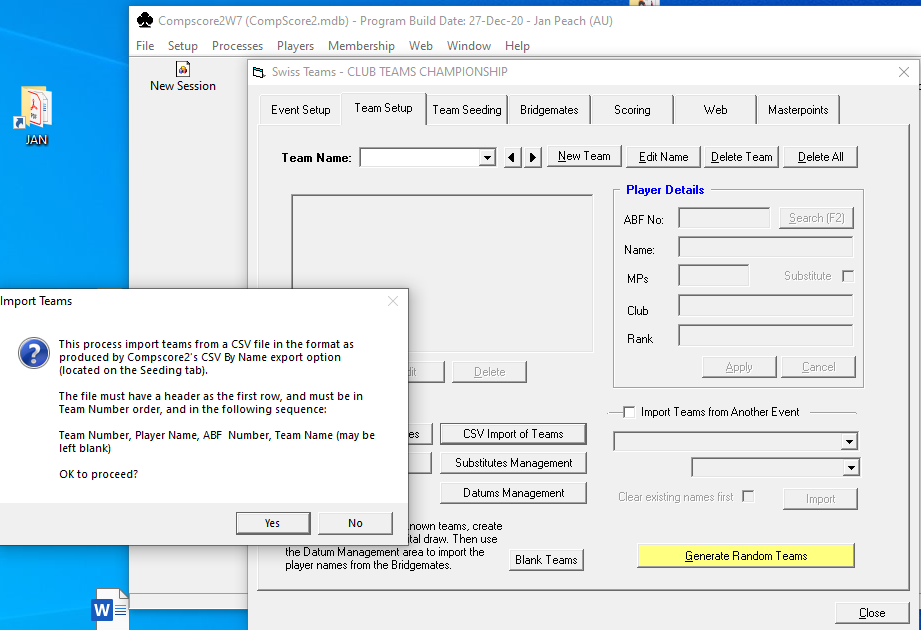 Compscore2W7 (CompScore2.mdb) - Program Build Date: 27-Dec-20 - Jan Peach (AU)
File Setup Processes Players Membership Web Window Help
New Session
JAN
Swiss Teams - CLUB TEAMS CHAMPIONSHIP
Event Setup Team Setup Team Seeding Bridgemates Scoring Web Masterpoints
Team Name: New Team Edit Name Delete Team Delete All
Player Details
ABF No: Search (F2)
Name:
MPs Substitute
Club
Rank
Apply Cancel
Delete
Import Teams
This process import teams from a CSV file in the format as
produced by Compscore2's CSV By Name export option
(located on the Seeding tab).
The file must have a header as the first row, and must be in
Team Number order, and in the following sequence:
Team Number, Player Name, ABF Number, Team Name (may be
left blank)
OK to proceed?
Yes No
CSV Import of Teams
Substitutes Management
Datums Management
Import Teams from Another Event
Clear existing names first Import
nown teams, create
ital draw. Then use
the Datum Management area to import the
player names from the Bridgemates.
Blank Teams
Generate Random Teams
Close
W